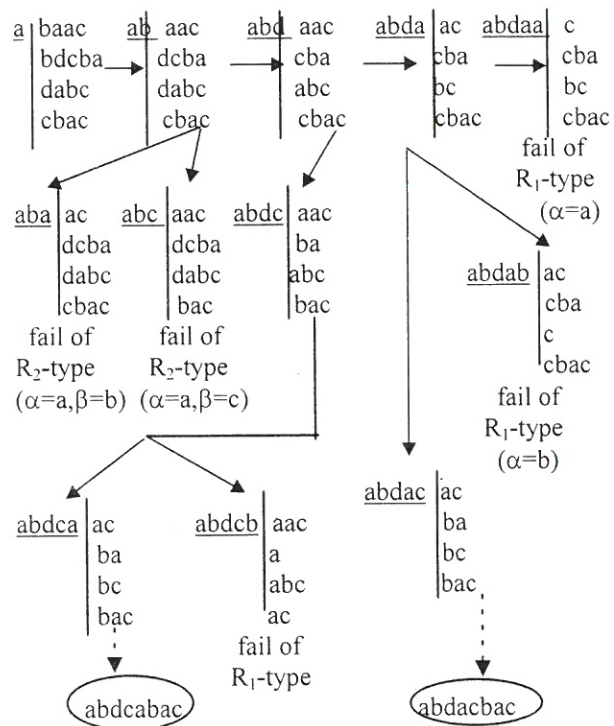 a baac
bdcba
dabc
cbac
ab aac
dcba
dabc
cbac
abd aac
cba
abc
cbac
abda ac
cba
bc
cbac
abdaa c
cba
bc
cbac
fail of
R₁-type
(α=a)
aba ac
dcba
dabc
cbac
fail of
R₂-type
(α=a,β=b)
abc aac
dcba
dabc
bac
fail of
R₂-type
(α=a,β=c)
abdc aac
ba
abc
bac
abdab ac
cba
c
cbac
fail of
R₁-type
(α=b)
abdca ac
ba
bc
bac
abdcabac
abdcb aac
a
abc
ac
fail of
R₁-type
abdac ac
ba
bc
bac
abdacbac